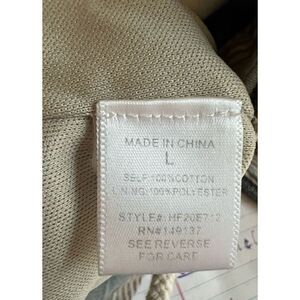 MADE IN CHINA
L
SELF: 100%COTTON
LINING: 100%POLYESTER
STYLE#: HF20E712
RN#149137
SEE REVERSE
FOR CARE